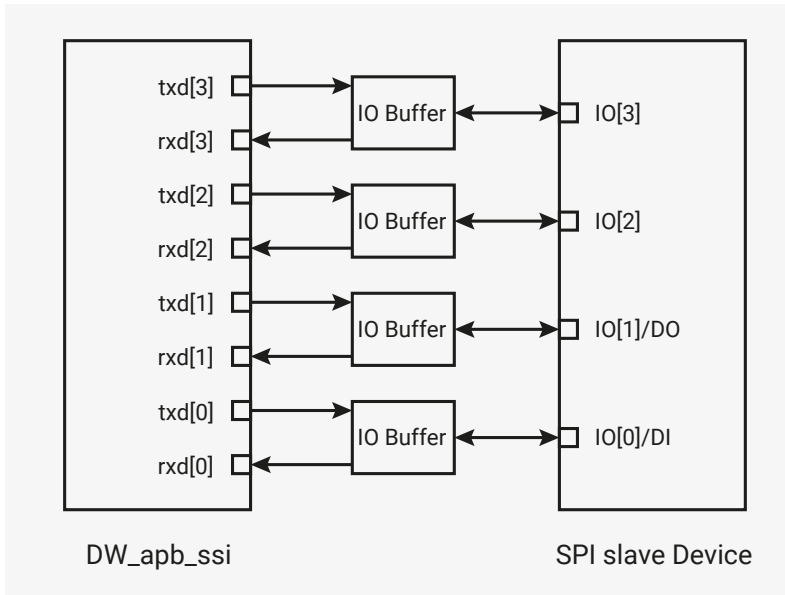 txd[3]
rxd[3]
IO Buffer
IO[3]
txd[2]
rxd[2]
IO Buffer
IO[2]
txd[1]
rxd[1]
IO Buffer
IO[1]/DO
txd[0]
rxd[0]
IO Buffer
IO[0]/DI
DW_apb_ssi
SPI slave Device